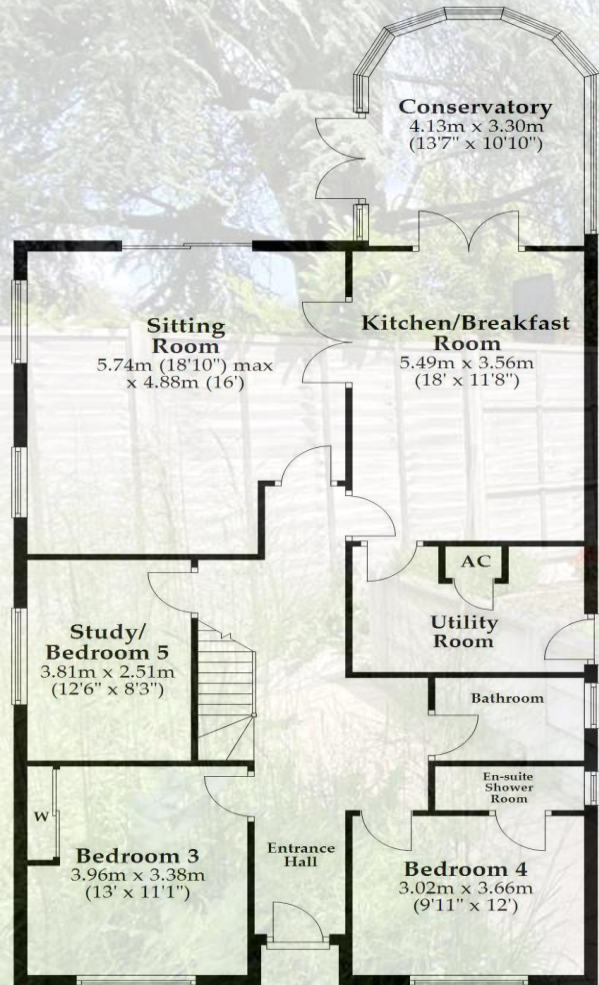 Conservatory
4.13m x 3.30m
(13'7" x 10'10")
Sitting
Room
5.74m (18'10") max
x 4.88m (16')
Kitchen/Breakfast
Room
5.49m x 3.56m
(18' x 11'8")
AC
Utility
Room
Study/
Bedroom 5
3.81m x 2.51m
(12'6" x 8'3")
Bathroom
En-suite
Shower
Room
W
Bedroom 3
3.96m x 3.38m
(13' x 11'1")
Entrance
Hall
Bedroom 4
3.02m x 3.66m
(9'11" x 12')